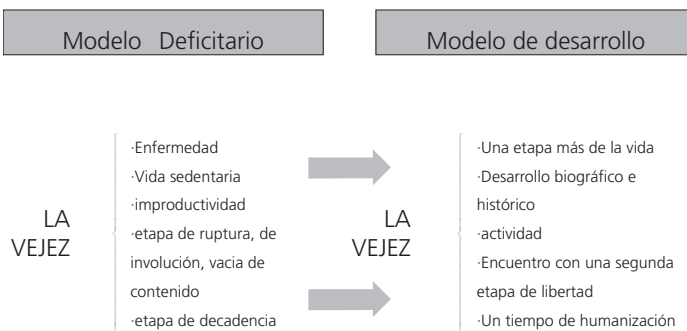 Modelo Deficitario
Modelo de desarrollo
LA
VEJEZ
·Enfermedad
·Vida sedentaria
·improductividad
·etapa de ruptura, de
involución, vacia de
contenido
·etapa de decadencia
LA
VEJEZ
·Una etapa más de la vida
·Desarrollo biográfico e
histórico
·actividad
·Encuentro con una segunda
etapa de libertad
·Un tiempo de humanización